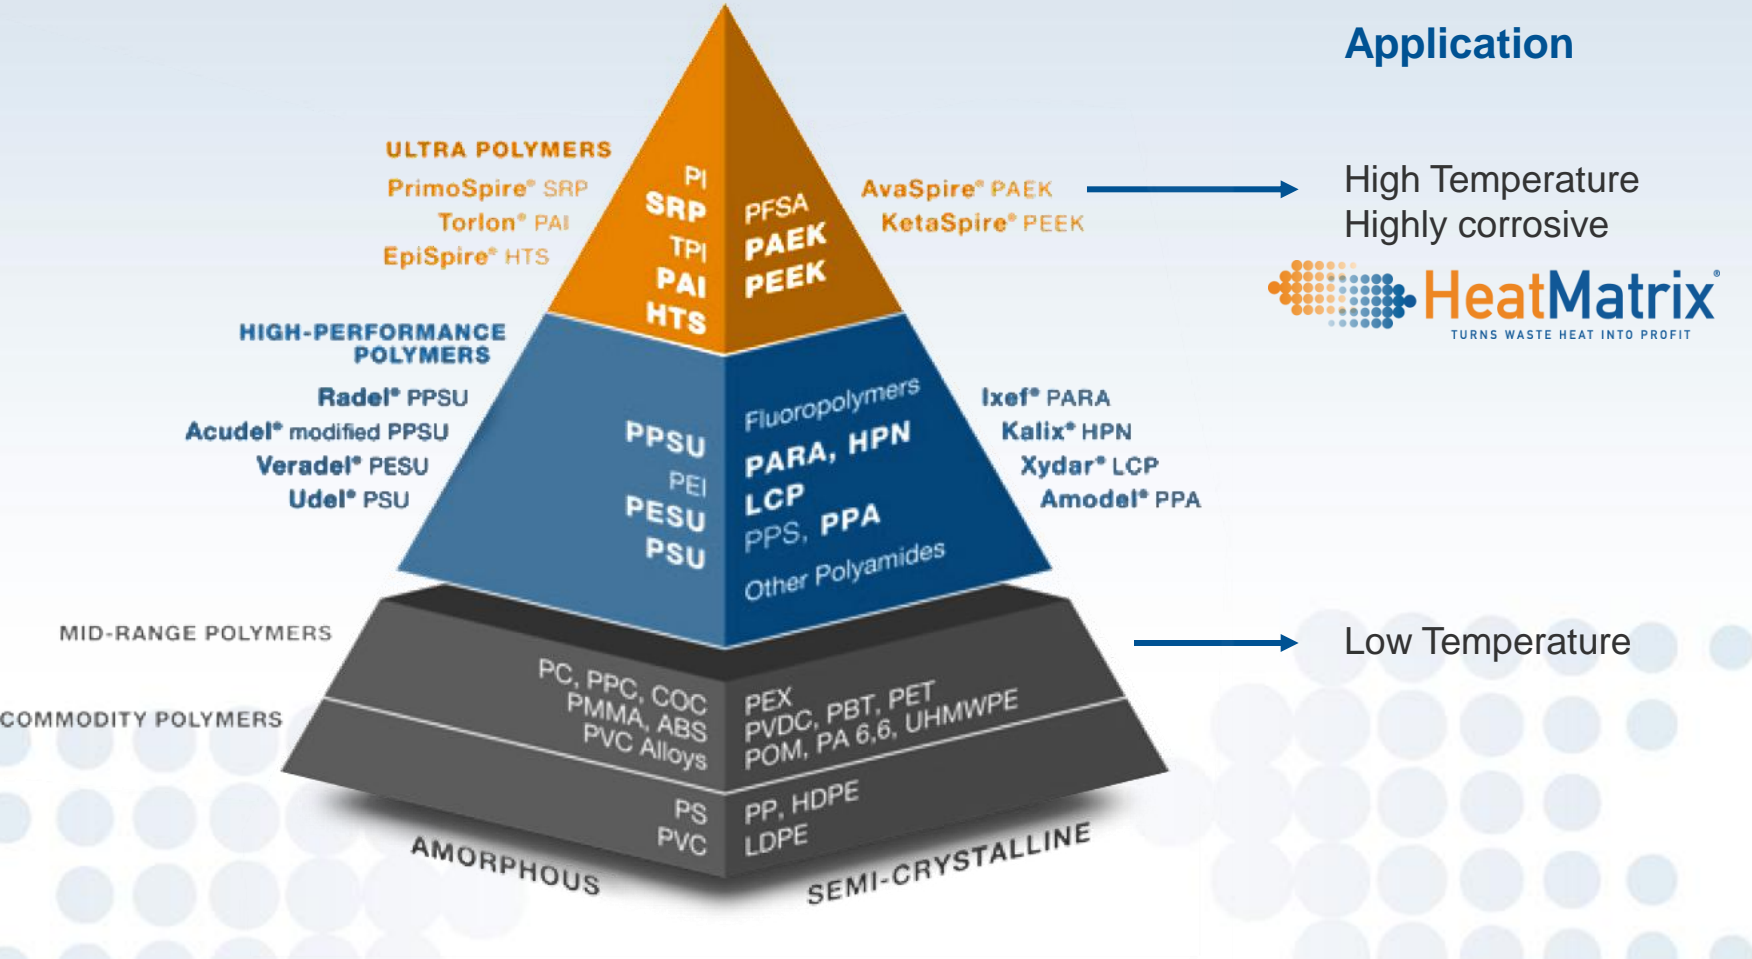 Application
ULTRA POLYMERS
PrimoSpire® SRP
Torlon® PAI
EpiSpire® HTS
PI
SRP
TPI
PAI
HTS
PFSA
PAEK
PEEK
AvaSpire® PAEK
KetaSpire® PEEK
High Temperature
Highly corrosive
HeatMatrix®
TURNS WASTE HEAT INTO PROFIT
HIGH-PERFORMANCE
POLYMERS
Radel® PPSU
Acudel® modified PPSU
Veradel® PESU
Udel® PSU
PPSU
PEI
PESU
PSU
Fluoropolymers
PARA, HPN
LCP
PPS, PPA
Other Polyamides
Ixef® PARA
Kalix® HPN
Xydar® LCP
Amodel® PPA
MID-RANGE POLYMERS
PC, PPC, COC
PMMA, ABS
PVC Alloys
PEX
PVDC, PBT, PET
POM, PA 6,6, UHMWPE
Low Temperature
COMMODITY POLYMERS
PS
PVC
PP, HDPE
LDPE
AMORPHOUS
SEMI-CRYSTALLINE